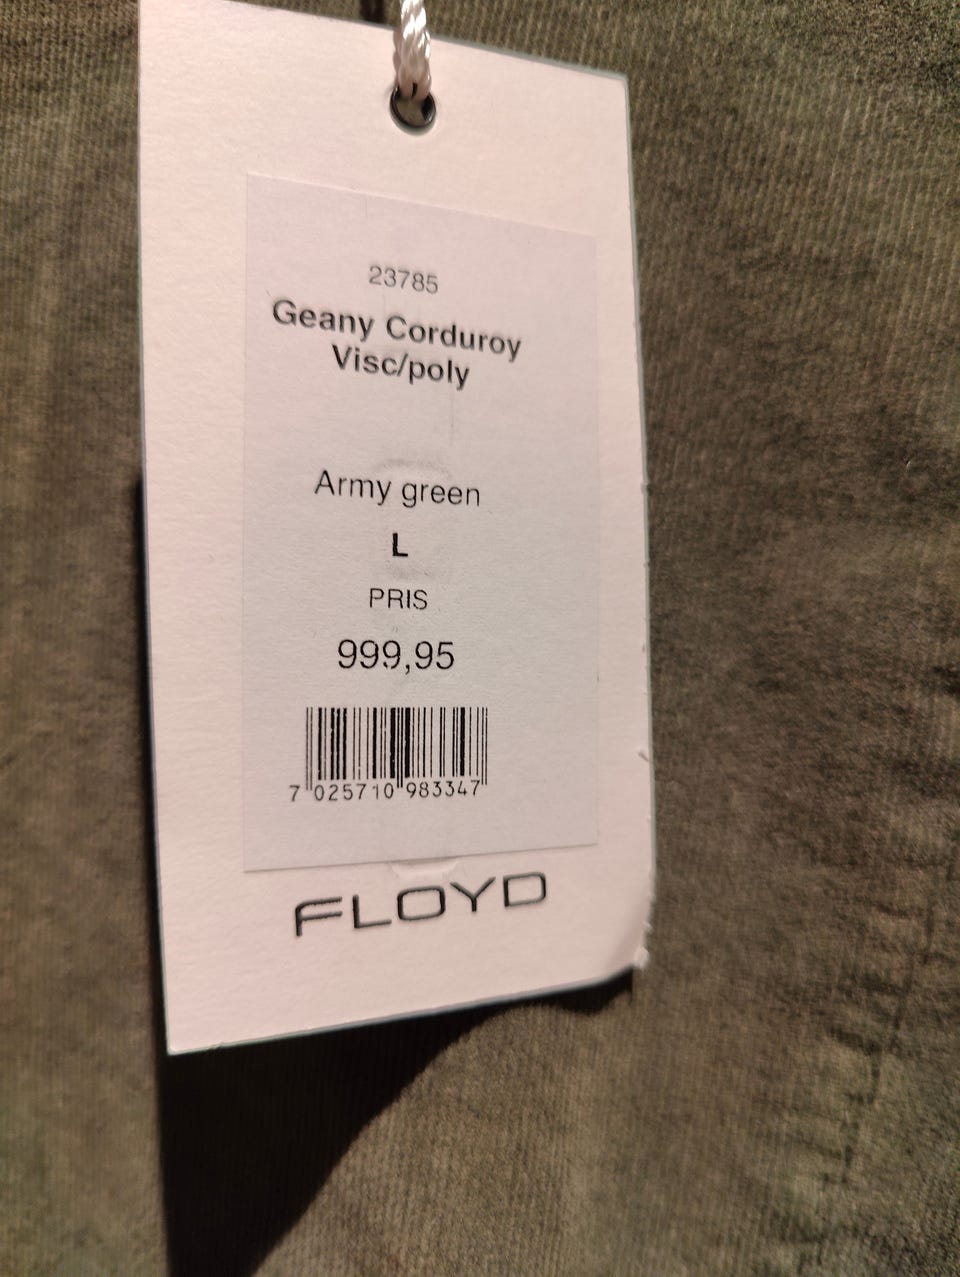 23785
Geany Corduroy
Visc/poly
Army green
L
PRIS
999,95
7 025710 983347
FLOYD